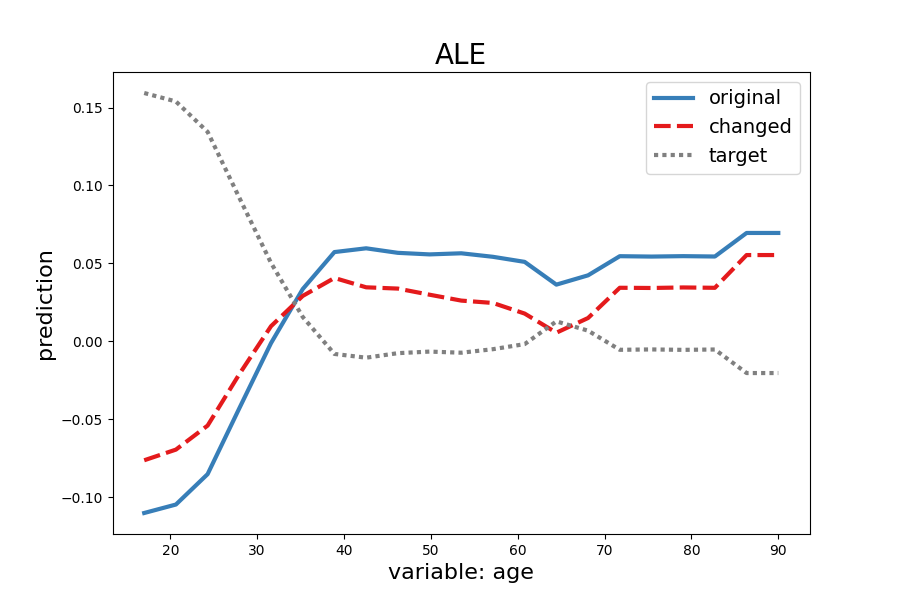 ALE
original
changed
target
prediction
0.15
0.10
0.05
0.00
−0.05
−0.10
20 30 40 50 60 70 80 90
variable: age